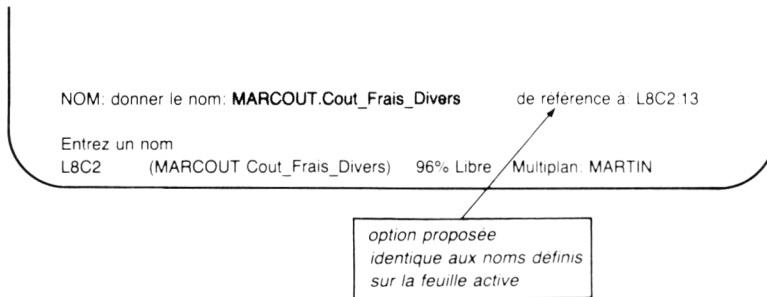 NOM: donner le nom: MARCOUT.Cout_Frais_Divers de référence à: L8C2:13
Entrez un nom
L8C2 (MARCOUT Cout_Frais_Divers) 96% Libre Multiplan: MARTIN
option proposée
identique aux noms définis
sur la feuille active